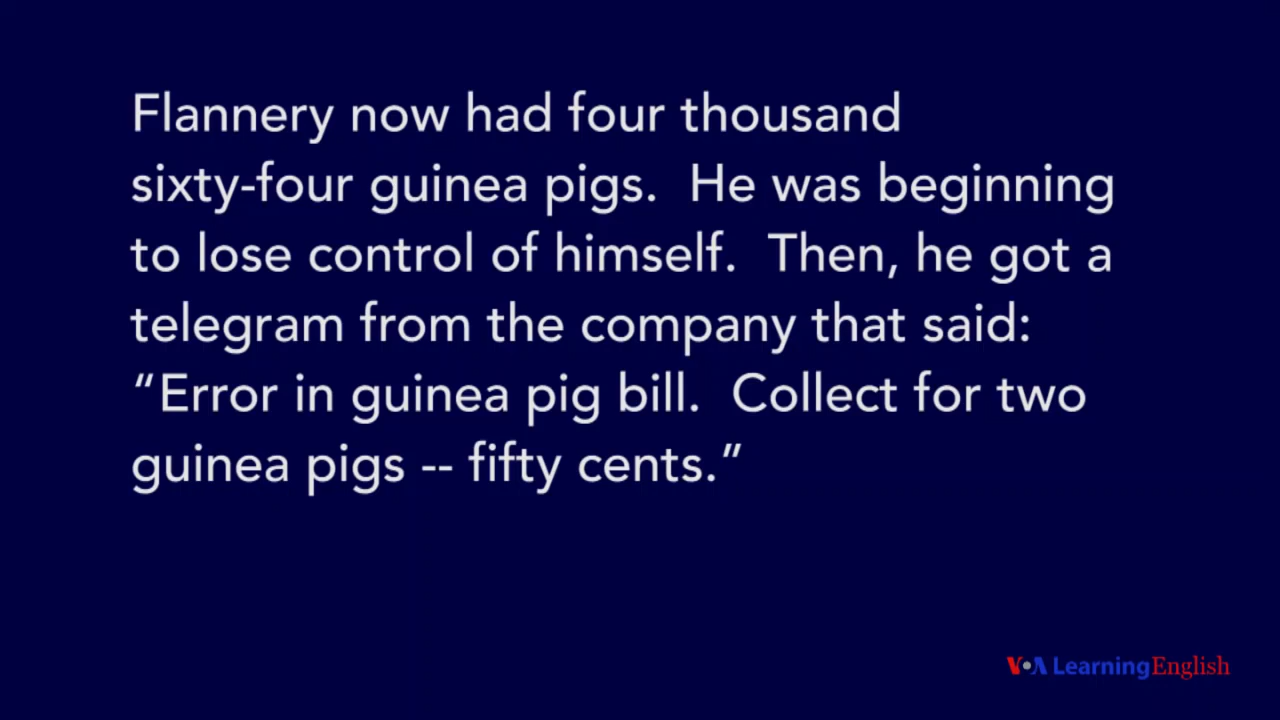 Flannery now had four thousand
sixty-four guinea pigs.  He was beginning
to lose control of himself.  Then, he got a
telegram from the company that said:
“Error in guinea pig bill.  Collect for two
guinea pigs -- fifty cents.”
VOA Learning English